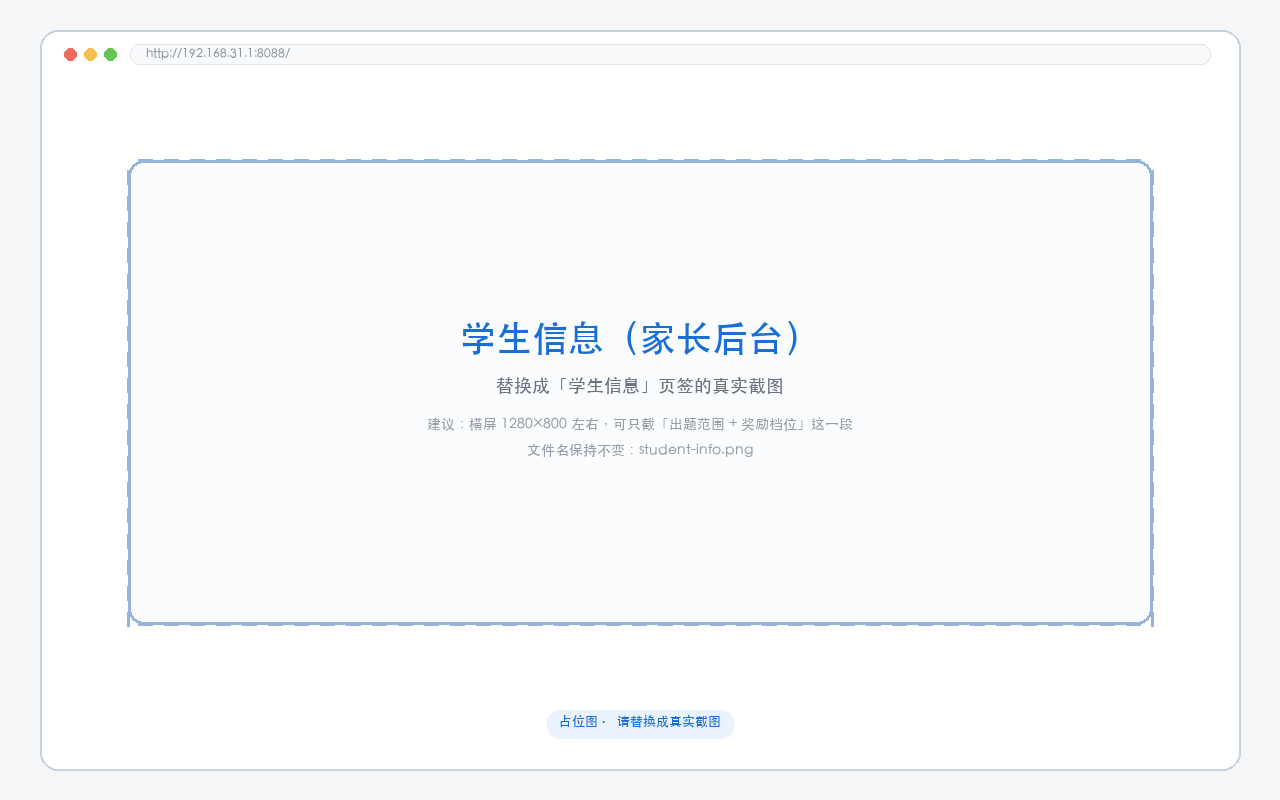 http://192.168.31.1:8088/
学生信息（家长后台）
替换成「学生信息」页签的真实截图
建议：横屏 1280×800 左右，可只截「出题范围 + 奖励档位」这一段
文件名保持不变：student-info.png
占位图 · 请替换成真实截图